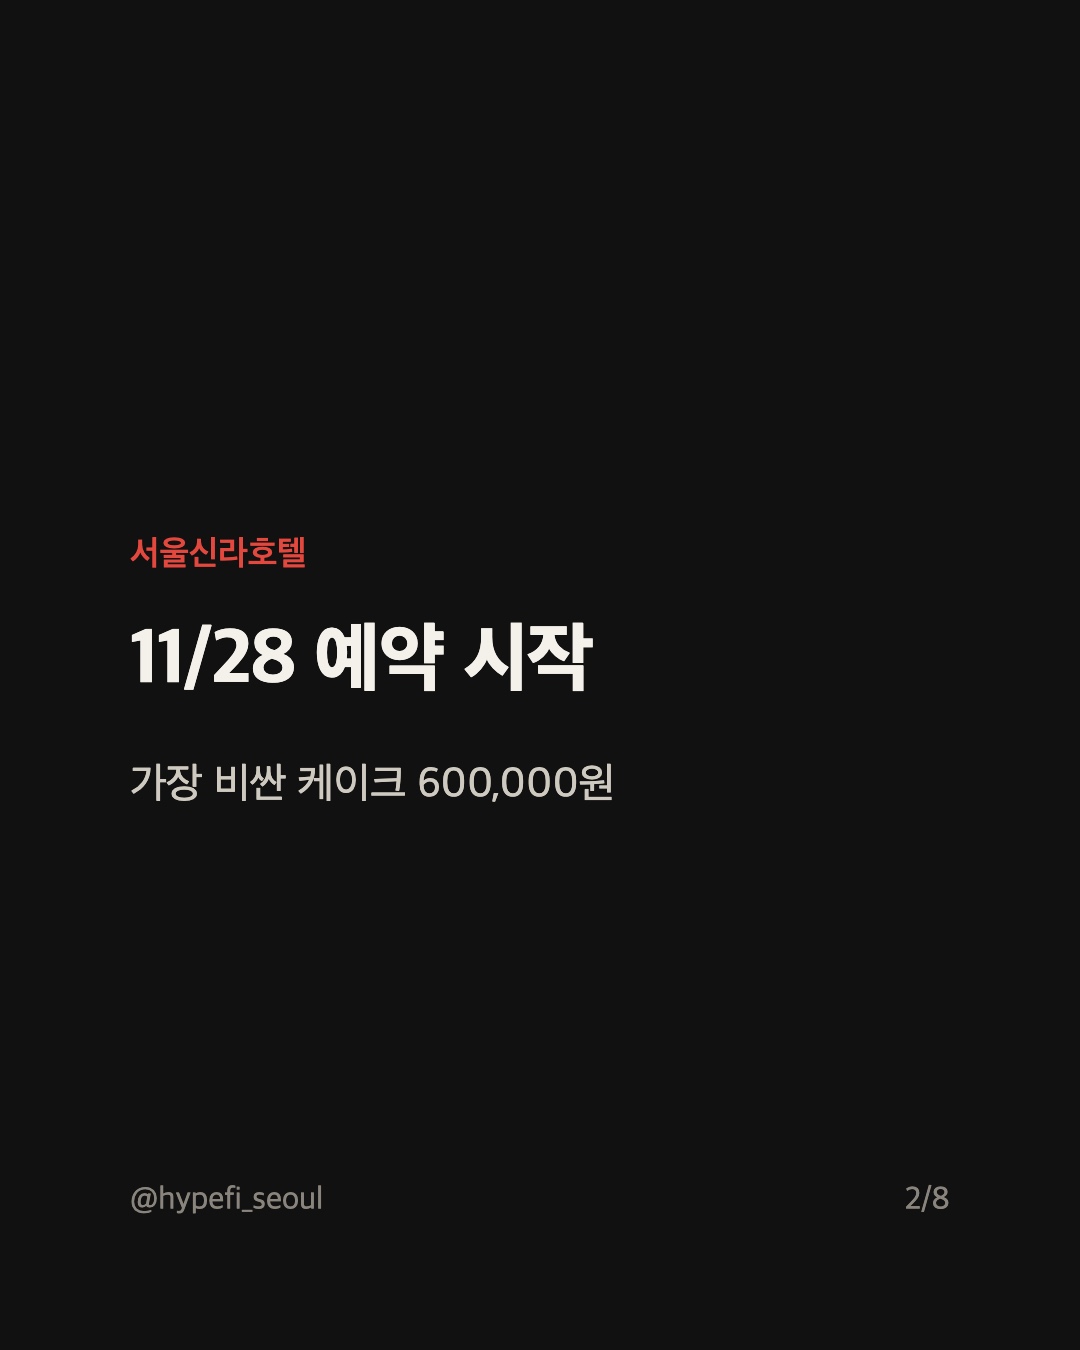 서울신라호텔
11/28 예약 시작
가장 비싼 케이크 600,000원
@hypefi_seoul
2/8